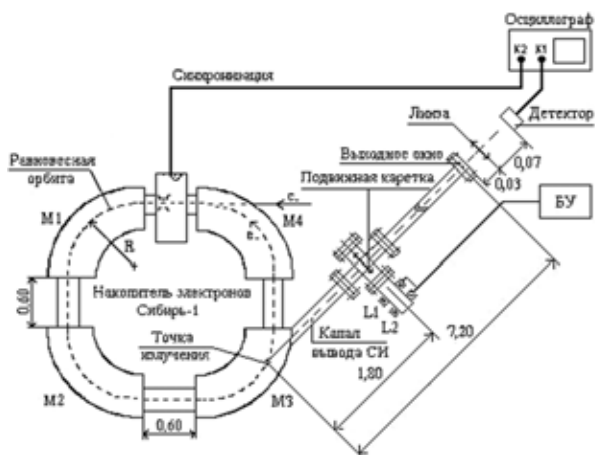 Осциллограф
К2 К1
Синхронизация
Линза
Детектор
Выходное окно
0,07
Равновесная
орбита
Подвижная каретка
0,03
БУ
М1
М4
e-
e-
R
0,60
Накопитель электронов
Сибирь-1
L1
L2
Точка
излучения
Канал
вывода СИ
7,20
1,80
М2
М3
0,60